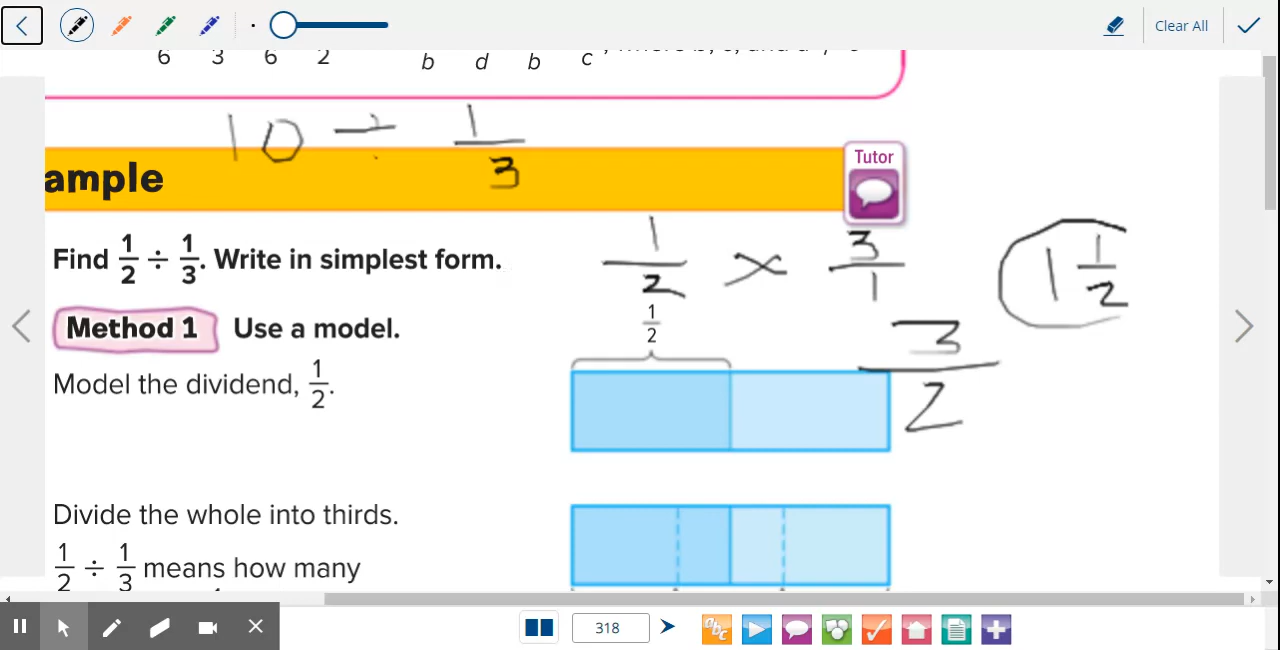 Clear All
6 3 6 2 b d b c
10 ÷ 1/3
ample
Tutor
Find 1/2 ÷ 1/3. Write in simplest form.
1/2 × 3/1
1 1/2
3/2
Method 1 Use a model.
1/2
Model the dividend, 1/2.
Divide the whole into thirds.
1/2 ÷ 1/3 means how many
318
abc